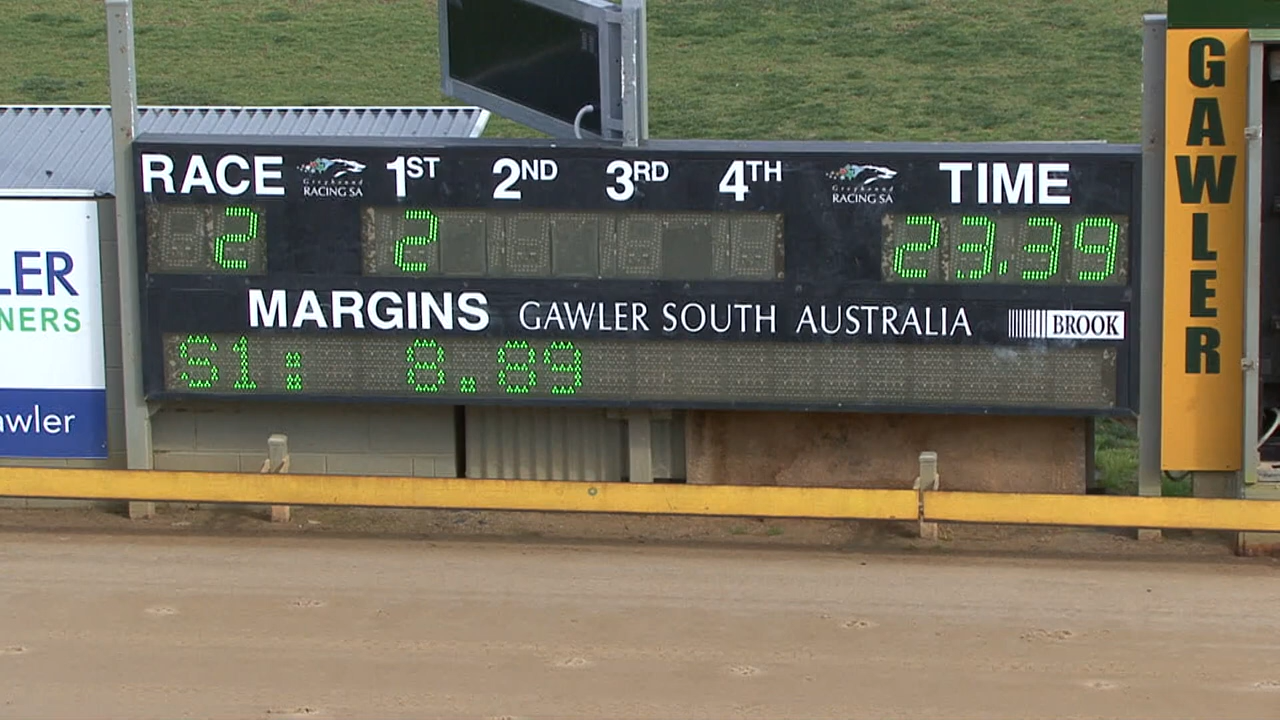 RACE 1ST 2ND 3RD 4TH TIME
Greyhound
RACING SA
Greyhound
RACING SA
2 2 23.39
MARGINS GAWLER SOUTH AUSTRALIA BROOK
S1: 8.89
GAWLER
LER
NERS
awler